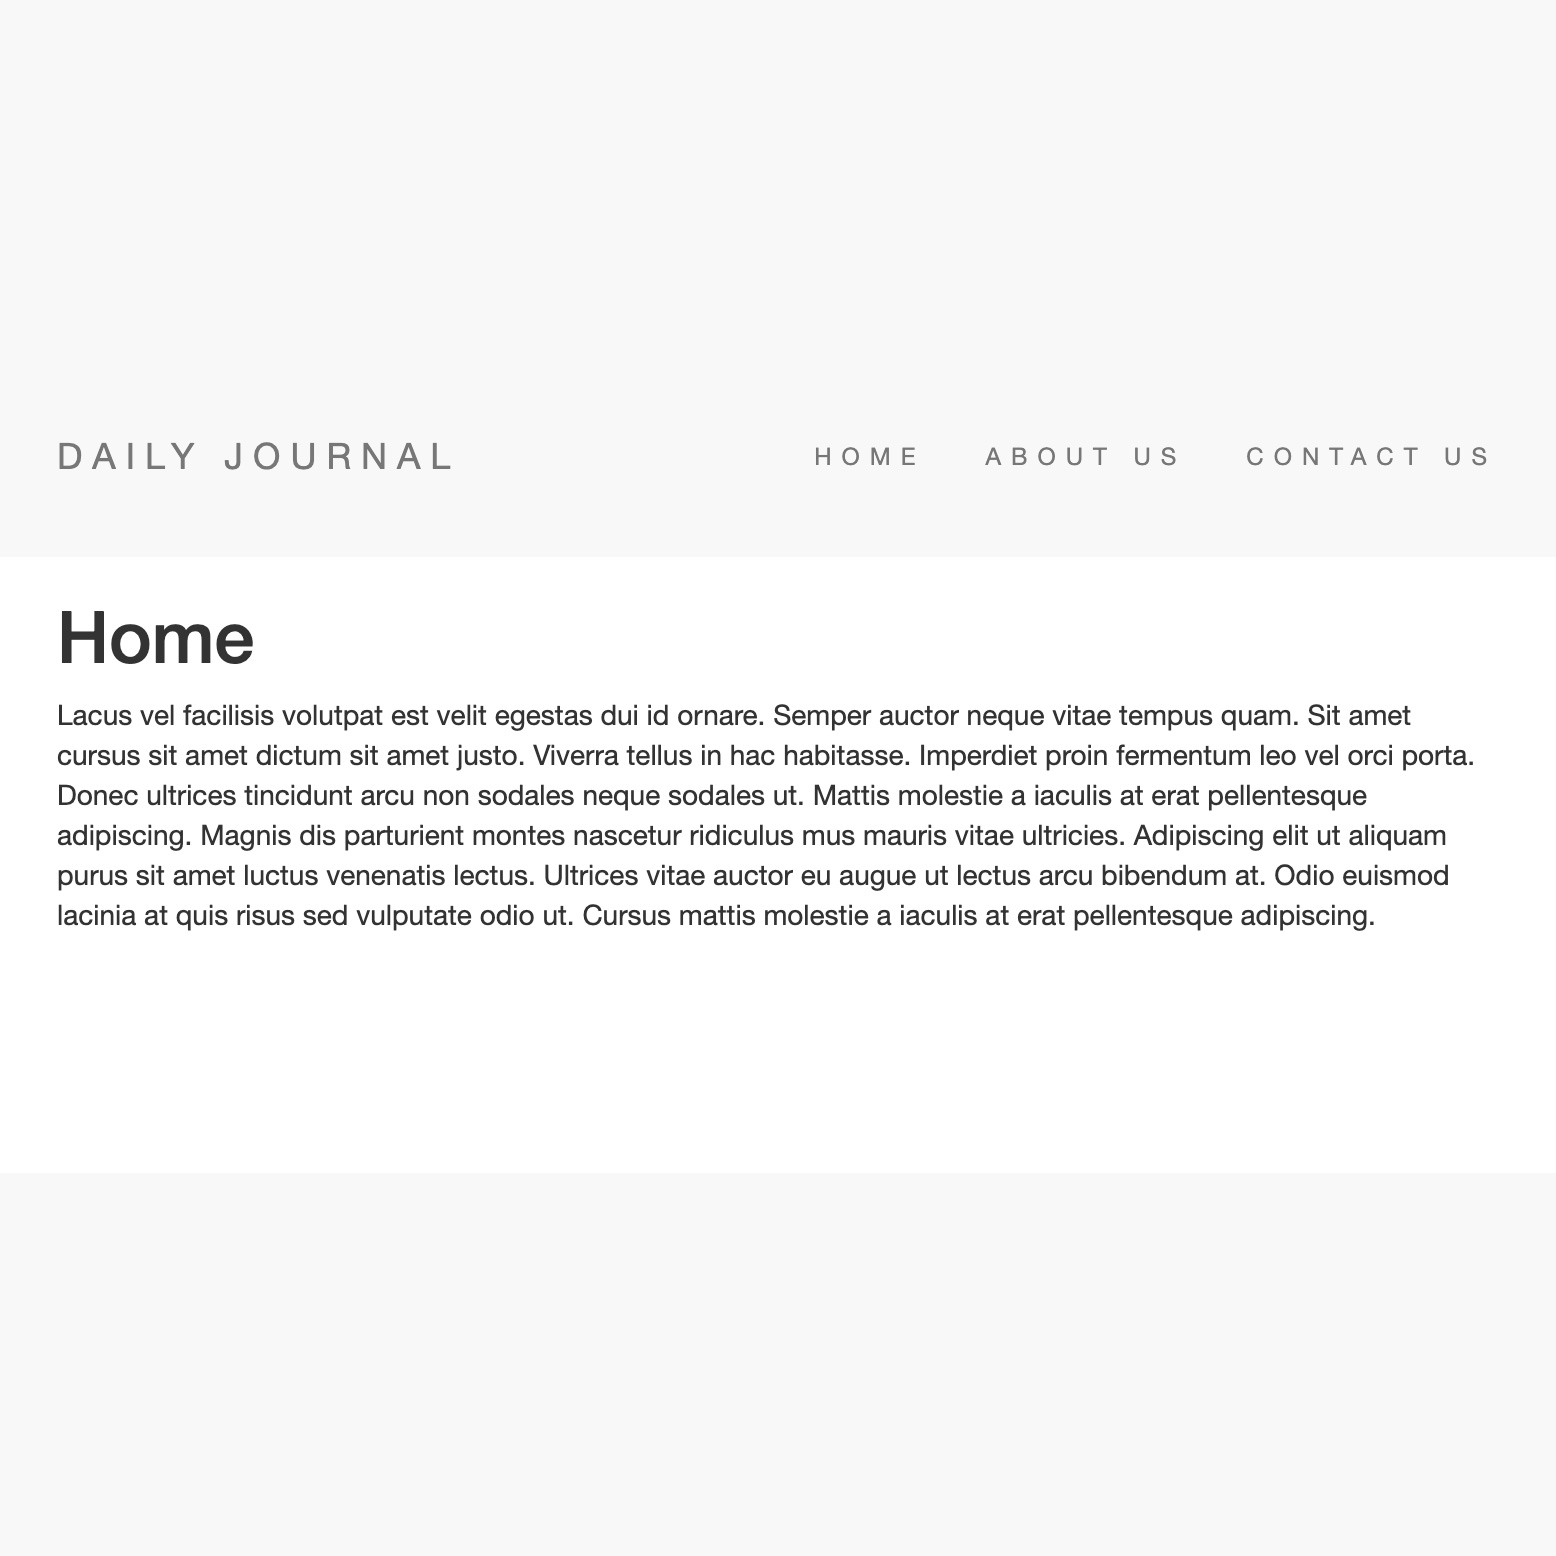 DAILY JOURNAL
HOME ABOUT US CONTACT US
Home
Lacus vel facilisis volutpat est velit egestas dui id ornare. Semper auctor neque vitae tempus quam. Sit amet
cursus sit amet dictum sit amet justo. Viverra tellus in hac habitasse. Imperdiet proin fermentum leo vel orci porta.
Donec ultrices tincidunt arcu non sodales neque sodales ut. Mattis molestie a iaculis at erat pellentesque
adipiscing. Magnis dis parturient montes nascetur ridiculus mus mauris vitae ultricies. Adipiscing elit ut aliquam
purus sit amet luctus venenatis lectus. Ultrices vitae auctor eu augue ut lectus arcu bibendum at. Odio euismod
lacinia at quis risus sed vulputate odio ut. Cursus mattis molestie a iaculis at erat pellentesque adipiscing.